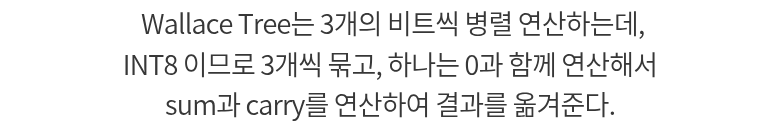 Wallace Tree는 3개의 비트씩 병렬 연산하는데,
INT8 이므로 3개씩 묶고, 하나는 0과 함께 연산해서
sum과 carry를 연산하여 결과를 옮겨준다.